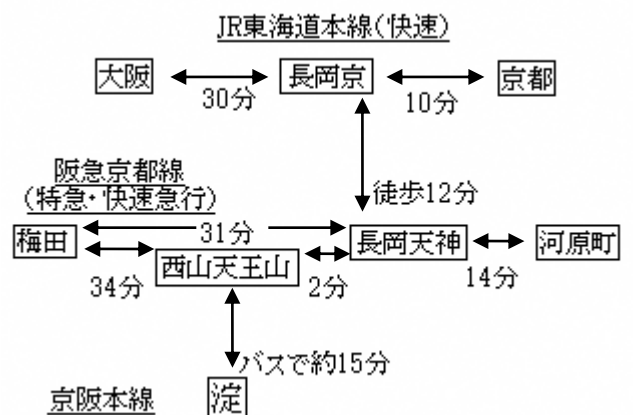 JR東海道本線(快速)
大阪
長岡京
京都
30分
10分
徒歩12分
阪急京都線
(特急・快速急行)
梅田
31分
長岡天神
河原町
34分
西山天王山
2分
14分
バスで約15分
京阪本線
淀